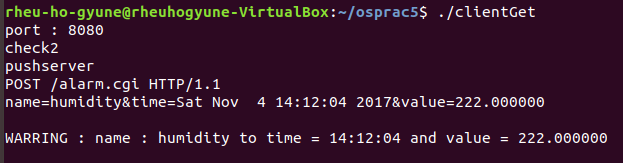 rheu-ho-gyune@rheuhogyune-VirtualBox:~/osprac5$ ./clientGet
port : 8080
check2
pushserver
POST /alarm.cgi HTTP/1.1
name=humidity&time=Sat Nov  4 14:12:04 2017&value=222.000000
WARRING : name : humidity to time = 14:12:04 and value = 222.000000